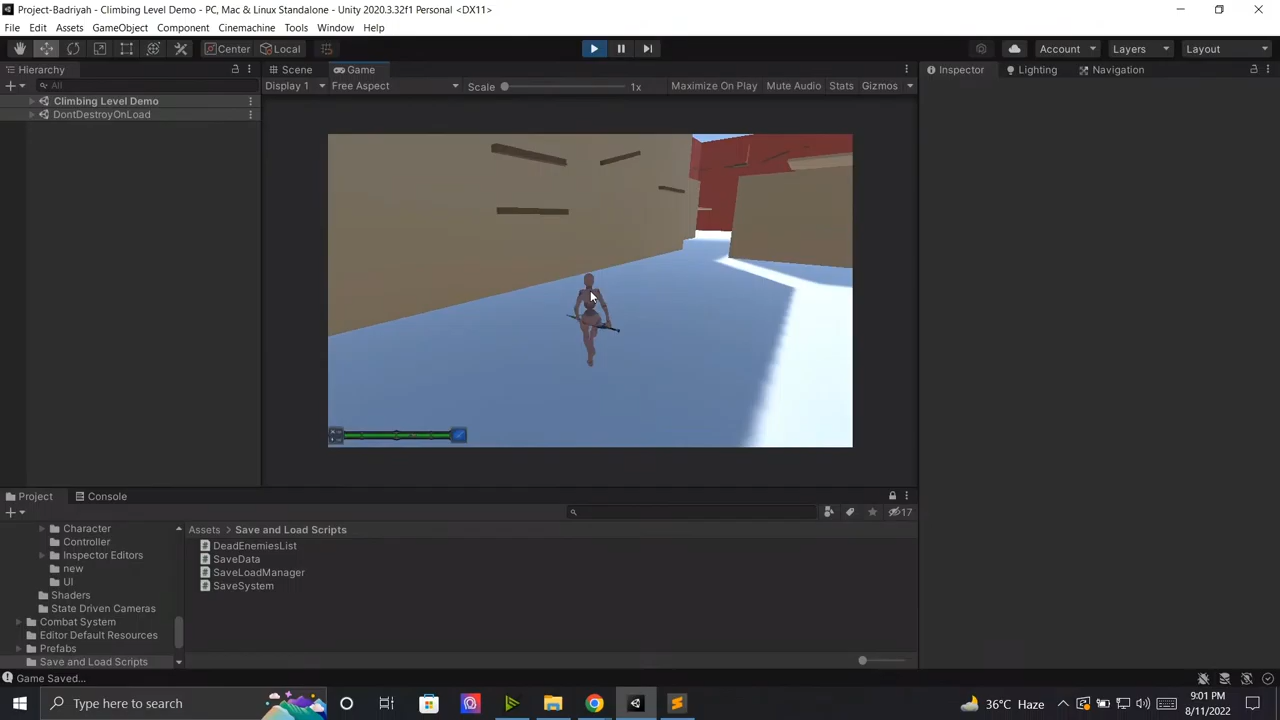 Project-Badriyah - Climbing Level Demo - PC, Mac & Linux Standalone - Unity 2020.3.32f1 Personal <DX11>
File Edit Assets GameObject Component Cinemachine Tools Window Help
Center Local Account Layers Layout
Hierarchy Scene Game Inspector Lighting Navigation
All Display 1 Free Aspect Scale 1x Maximize On Play Mute Audio Stats Gizmos
Climbing Level Demo
DontDestroyOnLoad
Project Console
17
Character Assets > Save and Load Scripts
Controller DeadEnemiesList
Inspector Editors SaveData
new SaveLoadManager
UI SaveSystem
Shaders
State Driven Cameras
Combat System
Editor Default Resources
Prefabs
Save and Load Scripts
Game Saved...
Type here to search 36°C Haze 9:01 PM
8/11/2022